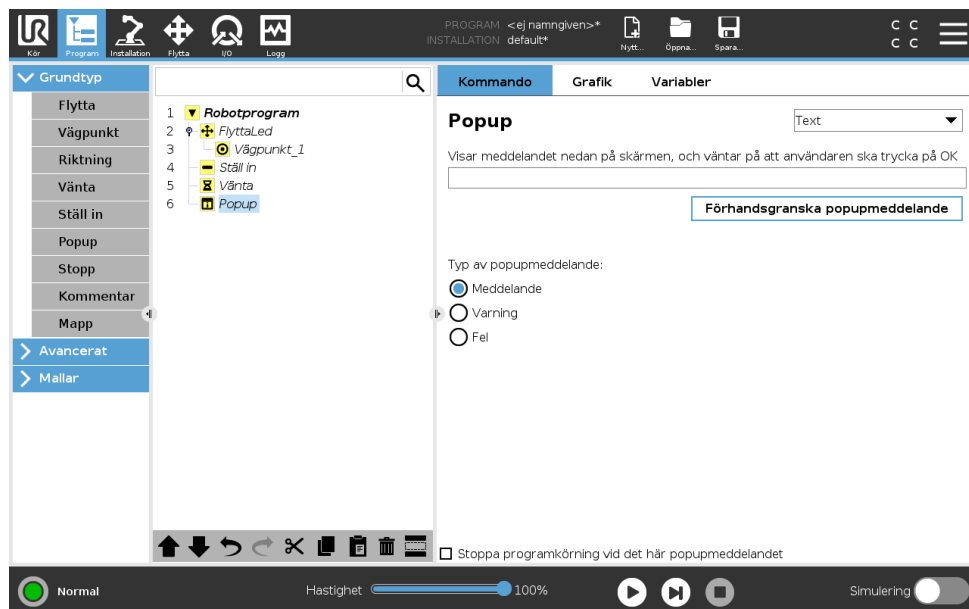 UR
PROGRAM <ej namngiven>*
INSTALLATION default*
C C
C C
Kör
Program
Installation
Flytta
I/O
Logg
Nytt...
Öppna...
Spara...
Grundtyp
Flytta
Vägpunkt
Riktning
Vänta
Ställ in
Popup
Stopp
Kommentar
Mapp
Avancerat
Mallar
1 Robotprogram
2 FlyttaLed
3 Vägpunkt_1
4 Ställ in
5 Vänta
6 Popup
Kommando Grafik Variabler
Popup
Text
Visar meddelandet nedan på skärmen, och väntar på att användaren ska trycka på OK
Förhandsgranska popupmeddelande
Typ av popupmeddelande:
Meddelande
Varning
Fel
Stoppa programkörning vid det här popupmeddelandet
Normal
Hastighet 100%
Simulering